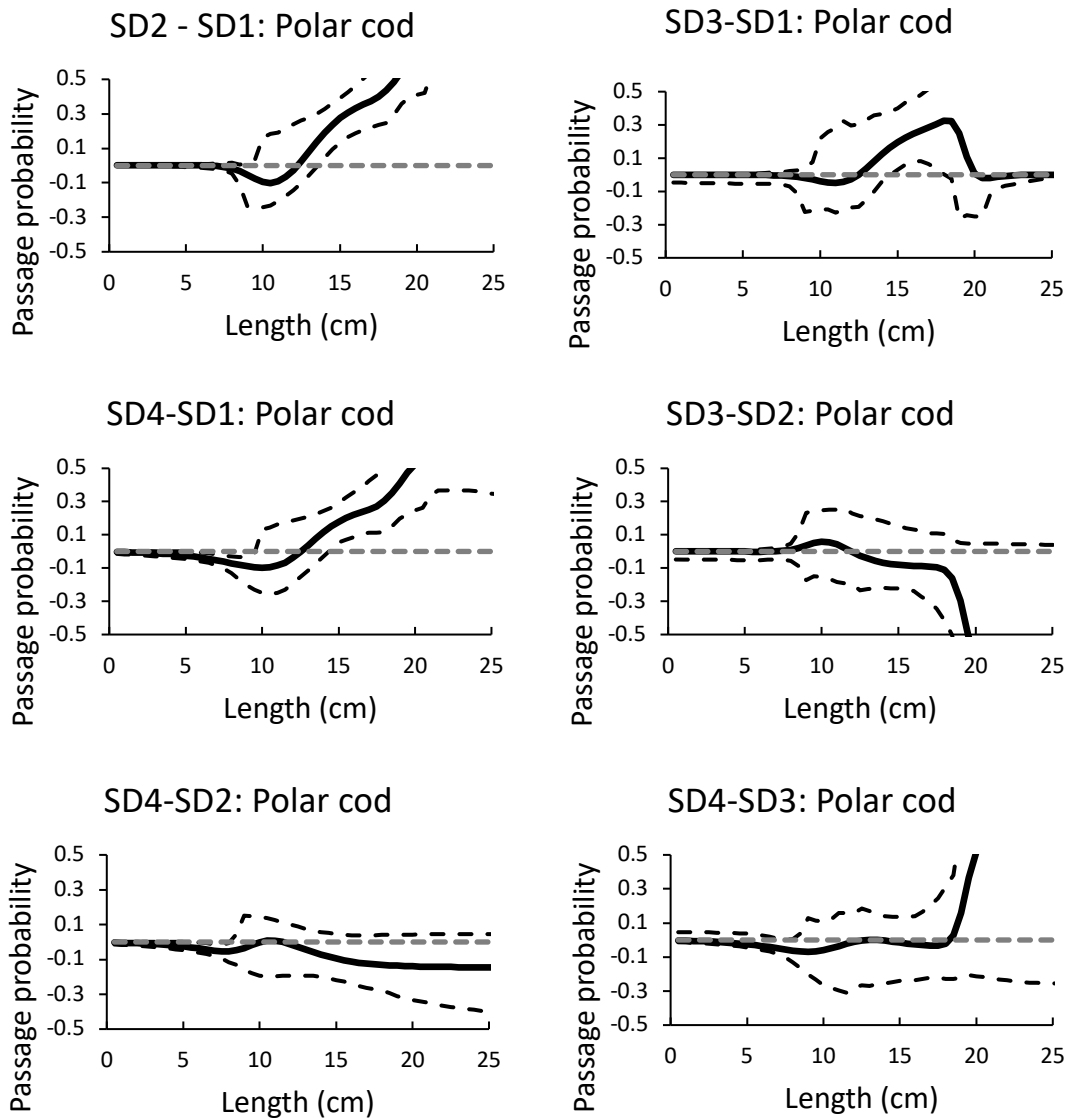 SD2 - SD1: Polar cod
Passage probability
0.5
0.3
0.1
-0.1
-0.3
-0.5
0 5 10 15 20 25
Length (cm)
SD3-SD1: Polar cod
Passage probability
0.5
0.3
0.1
-0.1
-0.3
-0.5
0 5 10 15 20 25
Length (cm)
SD4-SD1: Polar cod
Passage probability
0.5
0.3
0.1
-0.1
-0.3
-0.5
0 5 10 15 20 25
Length (cm)
SD3-SD2: Polar cod
Passage probability
0.5
0.3
0.1
-0.1
-0.3
-0.5
0 5 10 15 20 25
Length (cm)
SD4-SD2: Polar cod
Passage probability
0.5
0.3
0.1
-0.1
-0.3
-0.5
0 5 10 15 20 25
Length (cm)
SD4-SD3: Polar cod
Passage probability
0.5
0.3
0.1
-0.1
-0.3
-0.5
0 5 10 15 20 25
Length (cm)